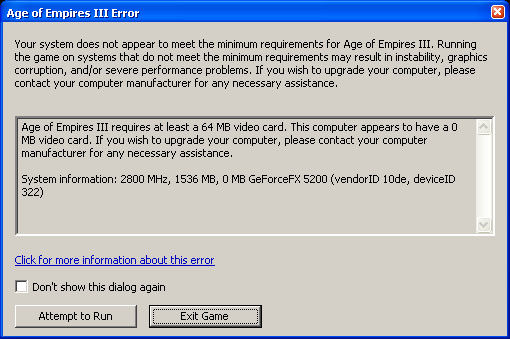 Age of Empires III Error
Your system does not appear to meet the minimum requirements for Age of Empires III. Running
the game on systems that do not meet the minimum requirements may result in instability, graphics
corruption, and/or severe performance problems. If you wish to upgrade your computer, please
contact your computer manufacturer for any necessary assistance.
Age of Empires III requires at least a 64 MB video card. This computer appears to have a 0
MB video card. If you wish to upgrade your computer, please contact your computer
manufacturer for any necessary assistance.
System information: 2800 MHz, 1536 MB, 0 MB GeForceFX 5200 (vendorID 10de, deviceID
322)
Click for more information about this error
Don't show this dialog again
Attempt to Run
Exit Game